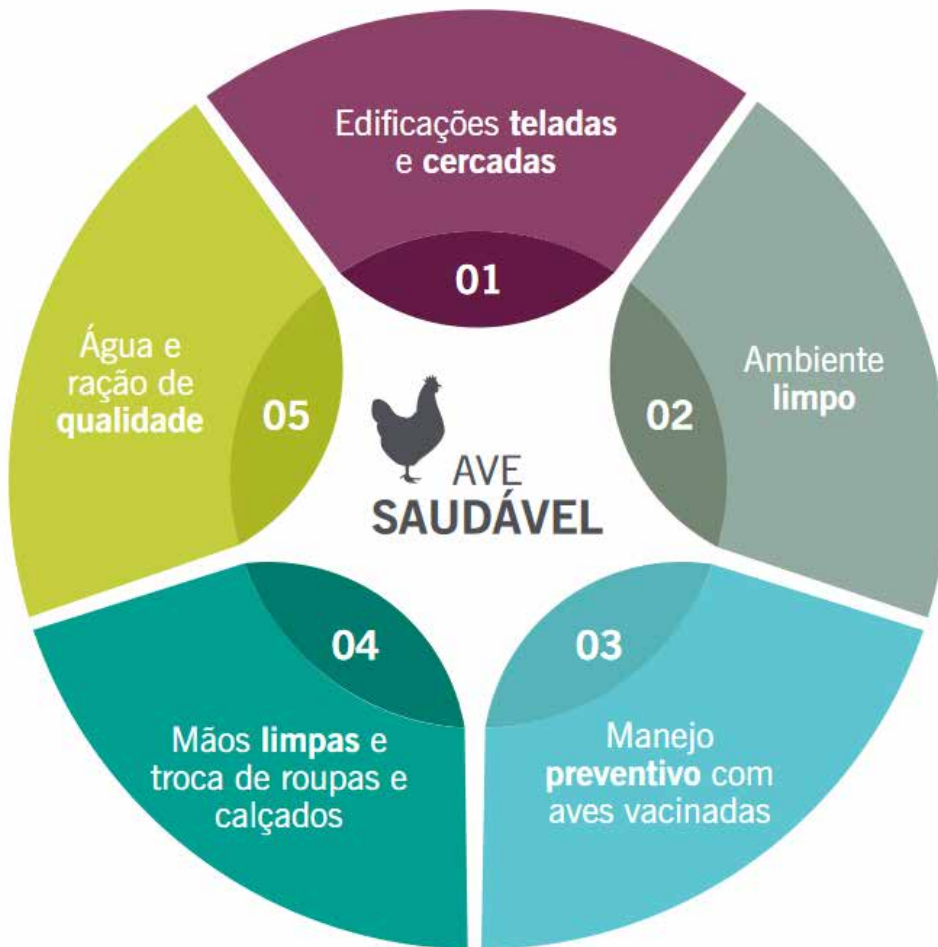 Edificações teladas
e cercadas
01
Ambiente
limpo
02
Manejo
preventivo com
aves vacinadas
03
Mãos limpas e
troca de roupas e
calçados
04
Água e
ração de
qualidade
05
AVE
SAUDÁVEL